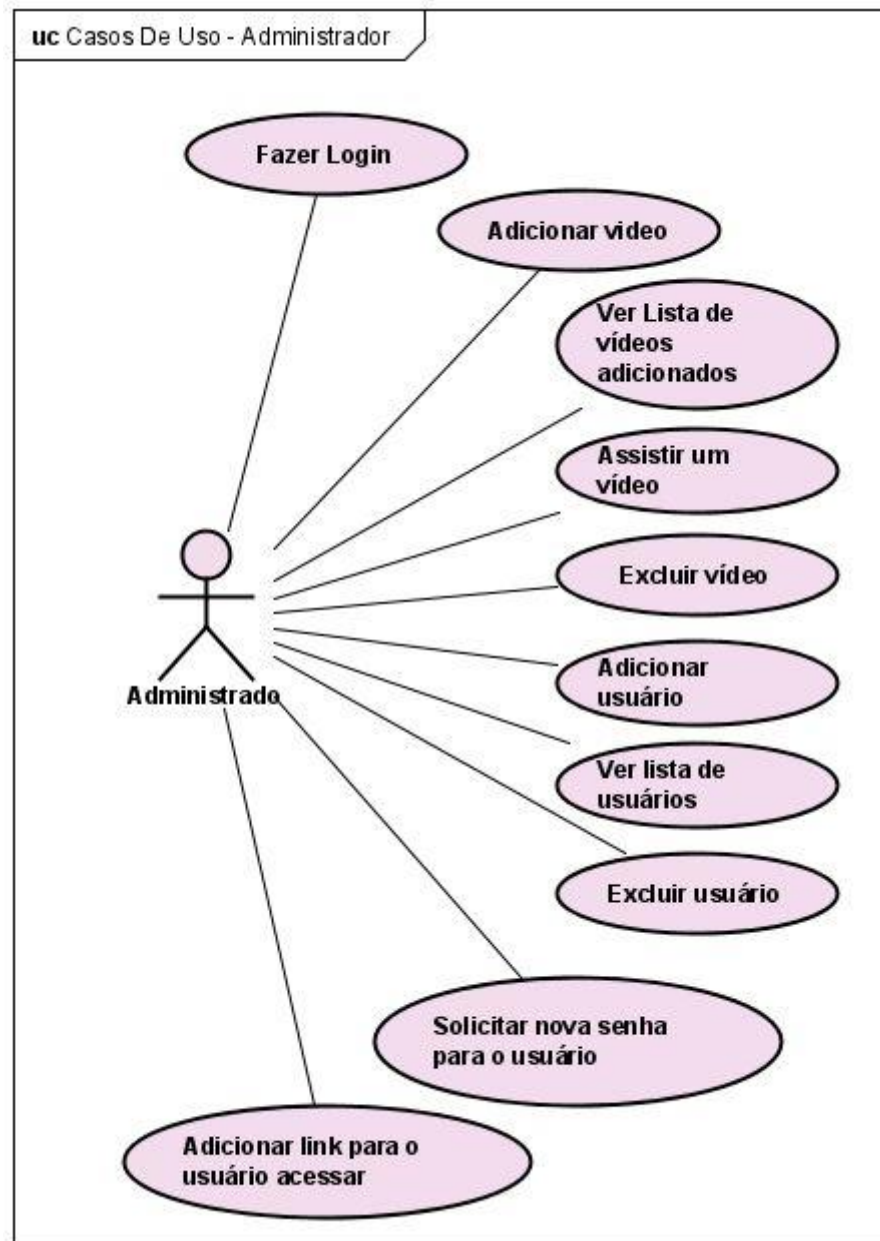 uc Casos De Uso - Administrador
Fazer Login
Adicionar video
Ver Lista de
vídeos
adicionados
Assistir um
vídeo
Excluir vídeo
Adicionar
usuário
Administrado
Ver lista de
usuários
Excluir usuário
Solicitar nova senha
para o usuário
Adicionar link para o
usuário acessar